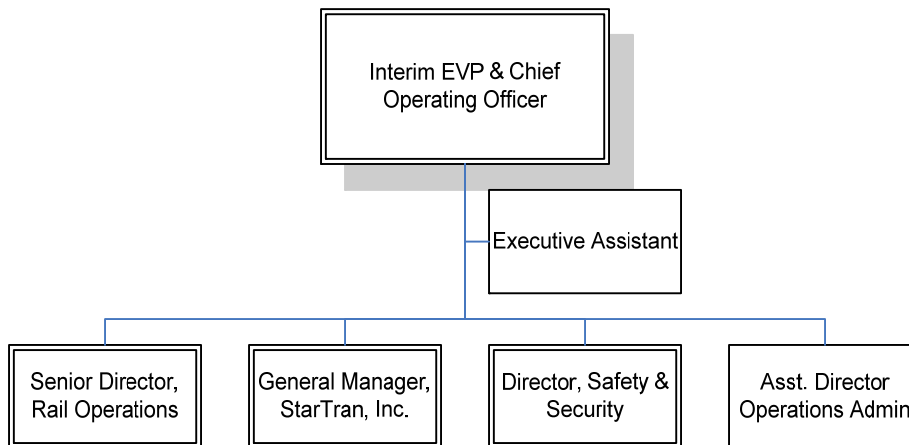 Interim EVP & Chief
Operating Officer
Executive Assistant
Senior Director,
Rail Operations
General Manager,
StarTran, Inc.
Director, Safety &
Security
Asst. Director
Operations Admin